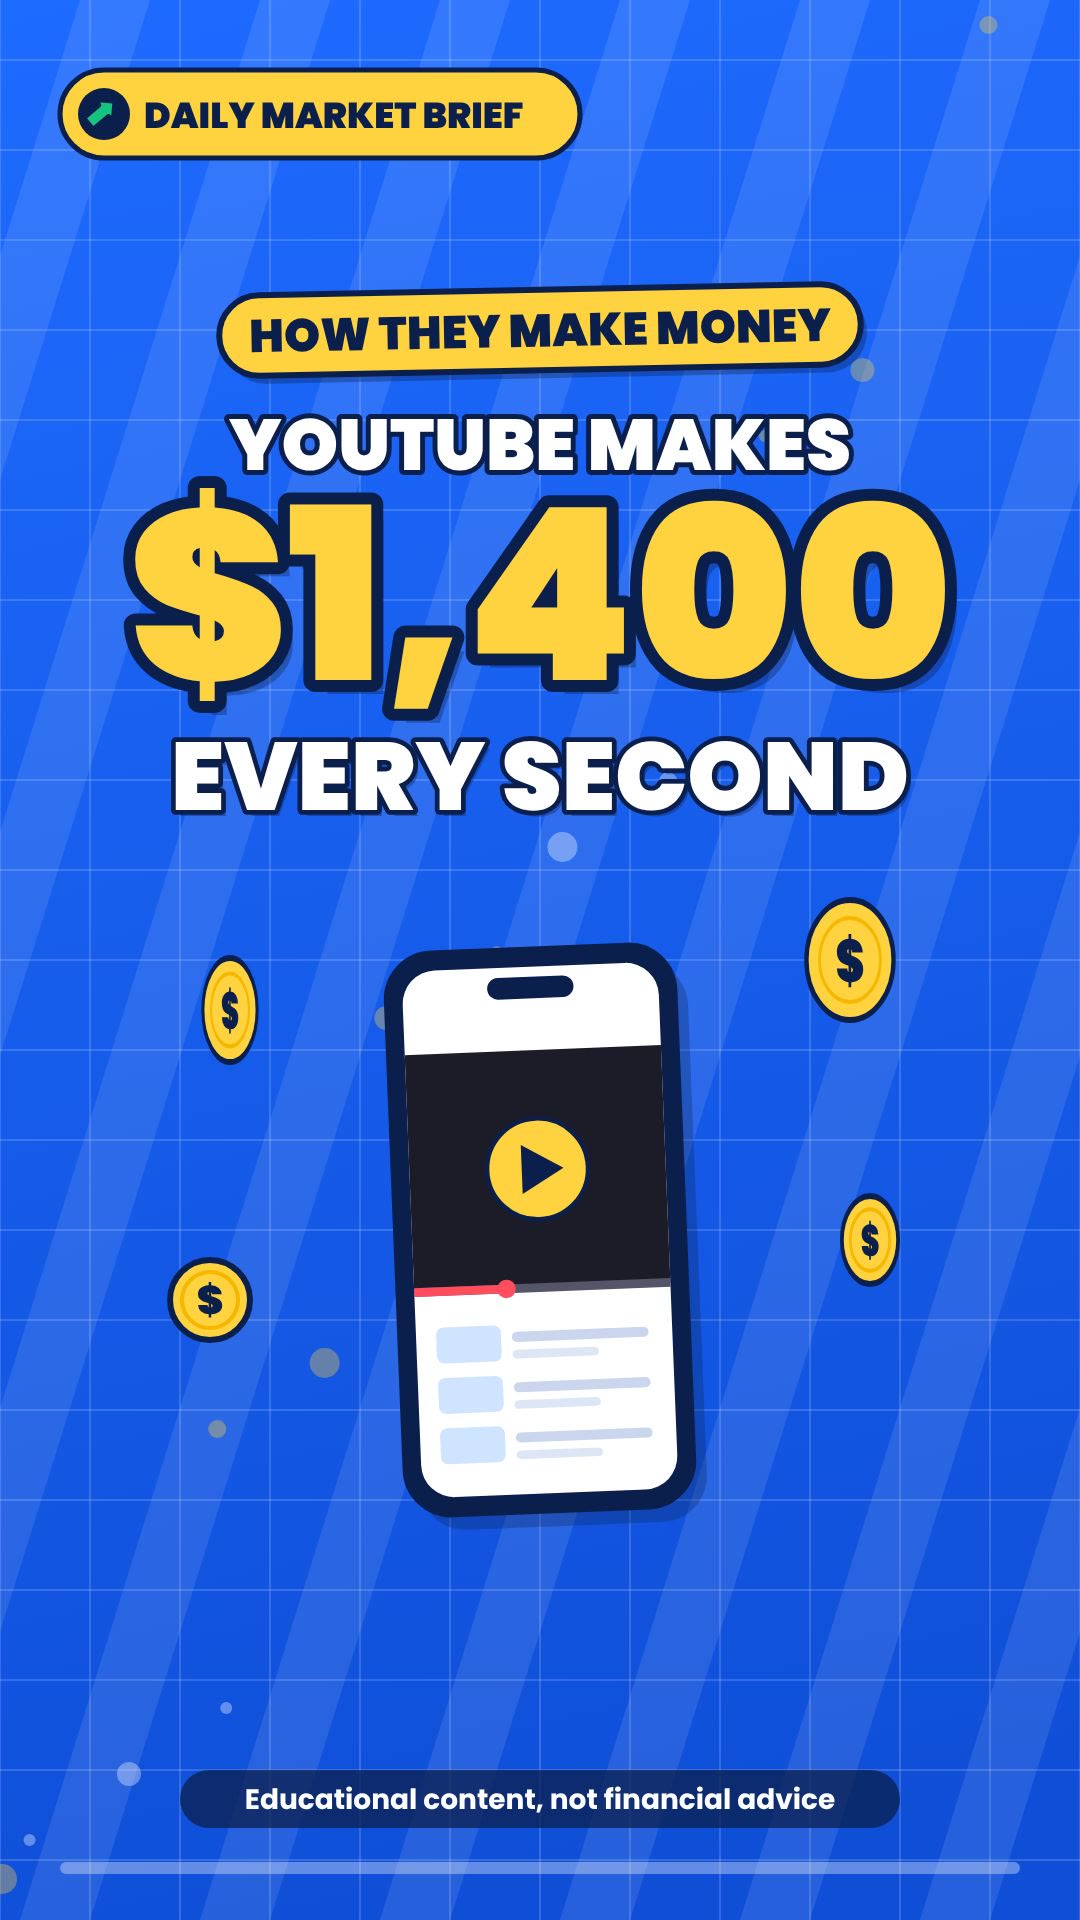 DAILY MARKET BRIEF
HOW THEY MAKE MONEY
YOUTUBE MAKES
$1,400
EVERY SECOND
$
$
$
$
Educational content, not financial advice